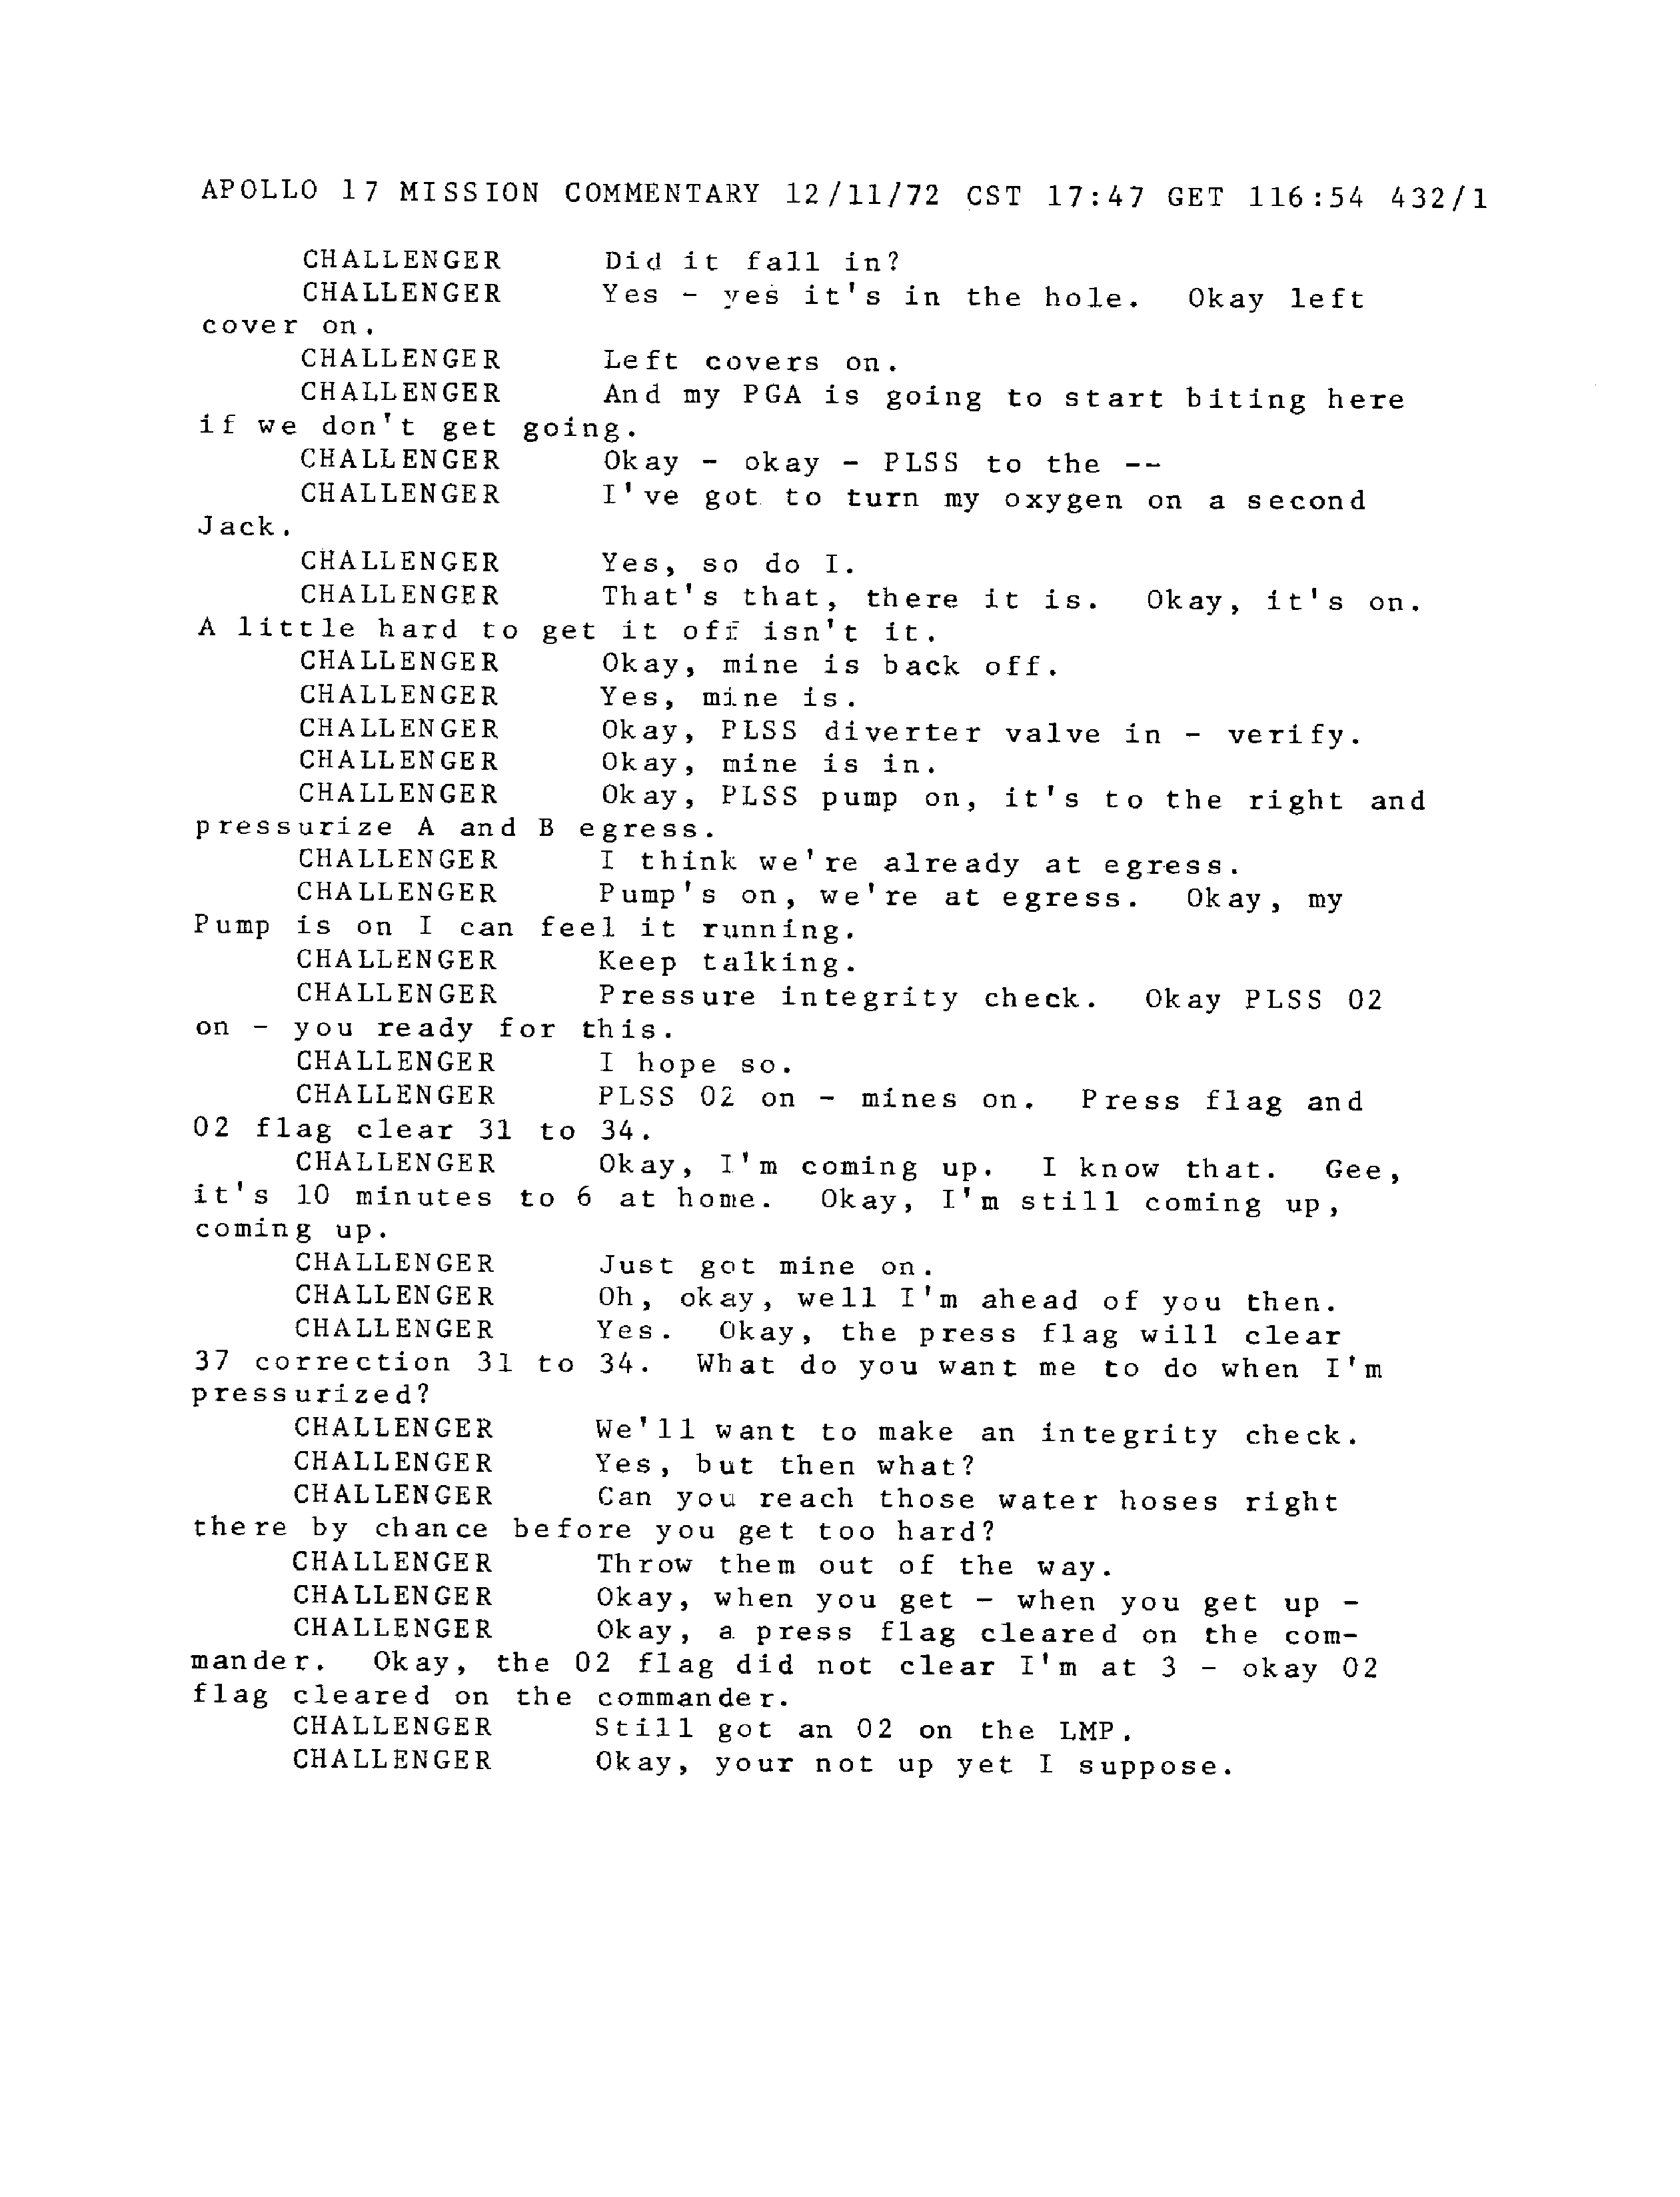 APOLLO 17 MISSION COMMENTARY 12/11/72 CST 17:47 GET 116:54 432/1
CHALLENGER Did it fall in?
CHALLENGER Yes - yes it's in the hole. Okay left
cover on.
CHALLENGER Left covers on.
CHALLENGER And my PGA is going to start biting here
if we don't get going.
CHALLENGER Okay - okay - PLSS to the --
CHALLENGER I've got to turn my oxygen on a second
Jack.
CHALLENGER Yes, so do I.
CHALLENGER That's that, there it is. Okay, it's on.
A little hard to get it off isn't it.
CHALLENGER Okay, mine is back off.
CHALLENGER Yes, mine is.
CHALLENGER Okay, PLSS diverter valve in - verify.
CHALLENGER Okay, mine is in.
CHALLENGER Okay, PLSS pump on, it's to the right and
pressurize A and B egress.
CHALLENGER I think we're already at egress.
CHALLENGER Pump's on, we're at egress. Okay, my
Pump is on I can feel it running.
CHALLENGER Keep talking.
CHALLENGER Pressure integrity check. Okay PLSS 02
on - you ready for this.
CHALLENGER I hope so.
CHALLENGER PLSS 02 on - mines on. Press flag and
02 flag clear 31 to 34.
CHALLENGER Okay, I'm coming up. I know that. Gee,
it's 10 minutes to 6 at home. Okay, I'm still coming up,
coming up.
CHALLENGER Just got mine on.
CHALLENGER Oh, okay, well I'm ahead of you then.
CHALLENGER Yes. Okay, the press flag will clear
37 correction 31 to 34. What do you want me to do when I'm
pressurized?
CHALLENGER We'll want to make an integrity check.
CHALLENGER Yes, but then what?
CHALLENGER Can you reach those water hoses right
there by chance before you get too hard?
CHALLENGER Throw them out of the way.
CHALLENGER Okay, when you get - when you get up -
CHALLENGER Okay, a press flag cleared on the com-
mander. Okay, the 02 flag did not clear I'm at 3 - okay 02
flag cleared on the commander.
CHALLENGER Still got an 02 on the LMP.
CHALLENGER Okay, your not up yet I suppose.